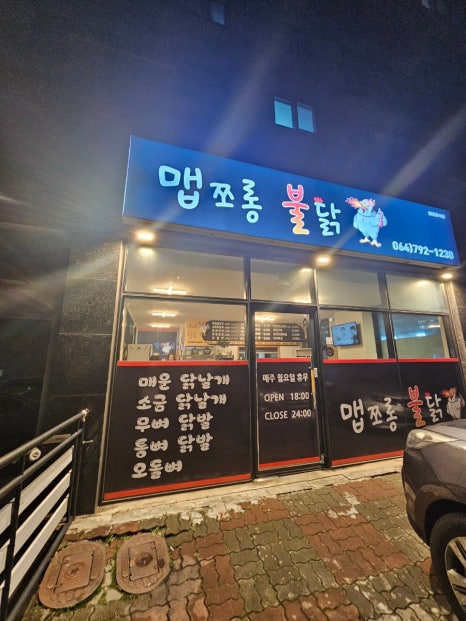 맵쪼롱 불닭
064)792-1230
매운 닭날개
소금 닭날개
무뼈 닭발
통뼈 닭발
오돌뼈
매주 월요일 휴무
OPEN 18:00
CLOSE 24:00
맵쪼롱 불닭